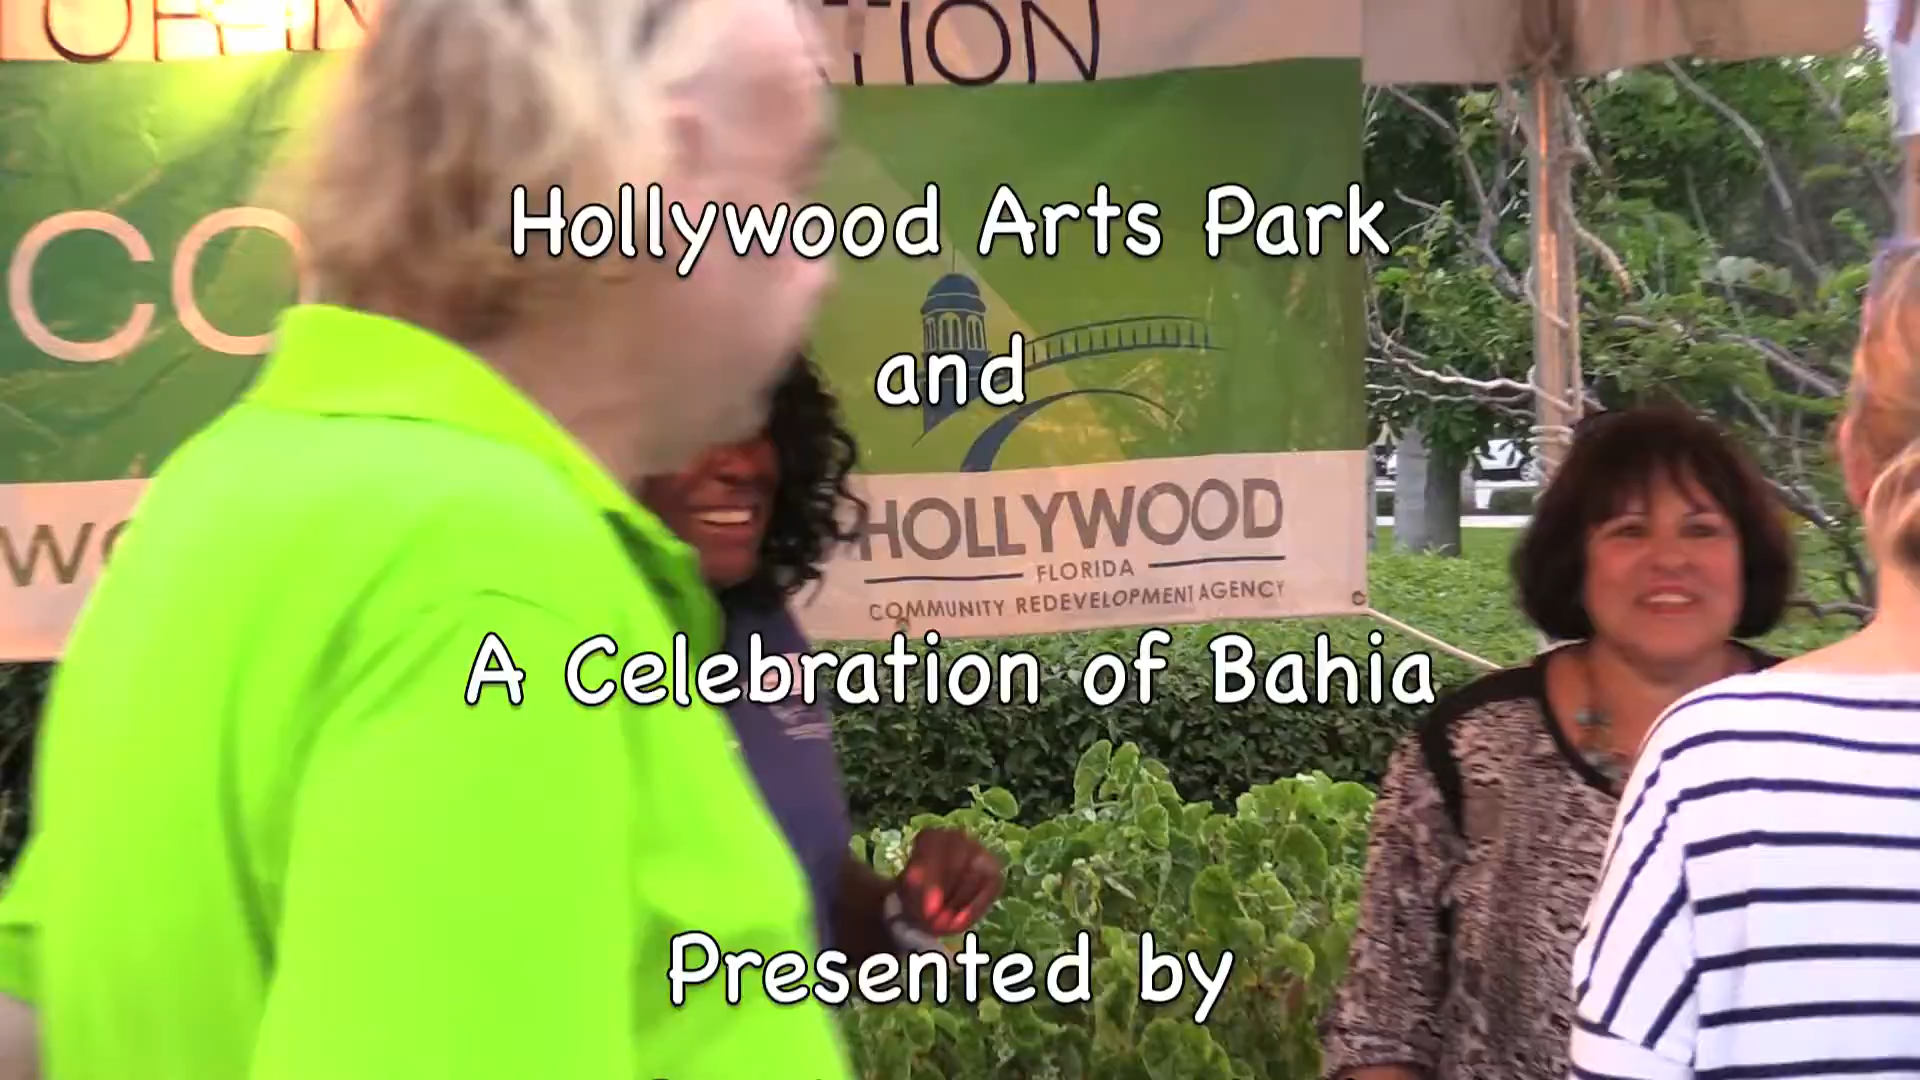 TION
CO
Hollywood Arts Park
and
HOLLYWOOD
FLORIDA
COMMUNITY REDEVELOPMENT AGENCY
A Celebration of Bahia
Presented by